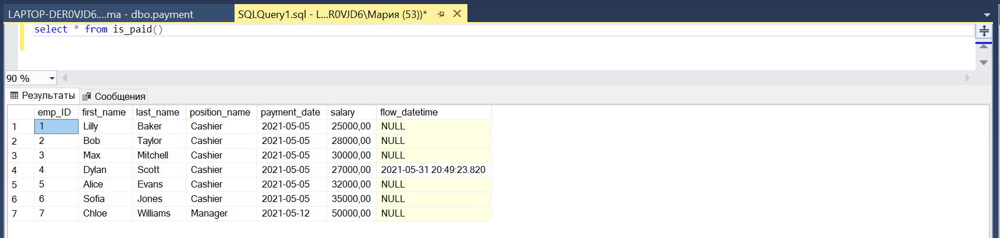 LAPTOP-DER0VJD6....ma - dbo.payment SQLQuery1.sql - L...R0VJD6\Мария (53))*
select * from is_paid()
90 %
Результаты Сообщения
emp_ID first_name last_name position_name payment_date salary flow_datetime
1 1 Lilly Baker Cashier 2021-05-05 25000,00 NULL
2 2 Bob Taylor Cashier 2021-05-05 28000,00 NULL
3 3 Max Mitchell Cashier 2021-05-05 30000,00 NULL
4 4 Dylan Scott Cashier 2021-05-05 27000,00 2021-05-31 20:49:23.820
5 5 Alice Evans Cashier 2021-05-05 32000,00 NULL
6 6 Sofia Jones Cashier 2021-05-05 35000,00 NULL
7 7 Chloe Williams Manager 2021-05-12 50000,00 NULL